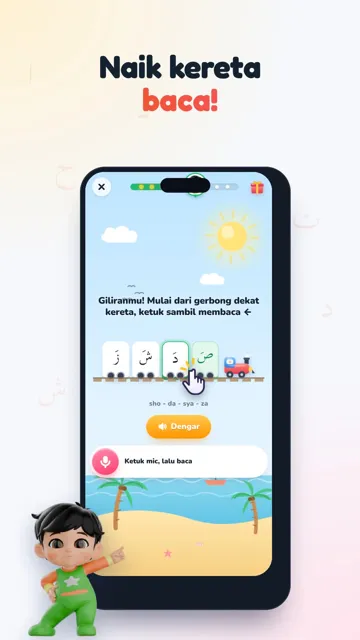 Naik kereta
baca!
Giliranmu! Mulai dari gerbong dekat
kereta, ketuk sambil membaca ←
صَ دَ شَ زَ
sho - da - sya - za
Dengar
Ketuk mic, lalu baca
ج
ن
د
ش